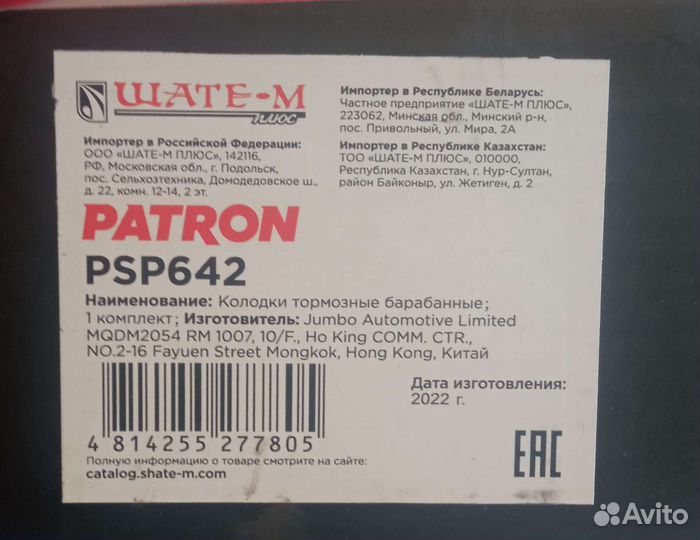 ШАТЕ-М
ПЛЮС
Импортер в Российской Федерации:
ООО «ШАТЕ-М ПЛЮС», 142116,
РФ, Московская обл., г. Подольск,
пос. Сельхозтехника, Домодедовское ш.,
д. 22, комн. 12-14, 2 эт.
Импортер в Республике Беларусь:
Частное предприятие «ШАТЕ-М ПЛЮС»,
223062, Минская обл., Минский р-н,
пос. Привольный, ул. Мира, 2А
Импортер в Республике Казахстан:
ТОО «ШАТЕ-М ПЛЮС», 010000,
Республика Казахстан, г. Нур-Султан,
район Байконыр, ул. Жетиген, д. 2
PATRON
PSP642
Наименование: Колодки тормозные барабанные;
1 комплект; Изготовитель: Jumbo Automotive Limited
MQDM2054 RM 1007, 10/F., Ho King COMM. CTR.,
NO.2-16 Fayuen Street Mongkok, Hong Kong, Китай
Дата изготовления:
2022 г.
4 814255 277805
Полную информацию о товаре смотрите на сайте:
catalog.shate-m.com
EAC
Avito